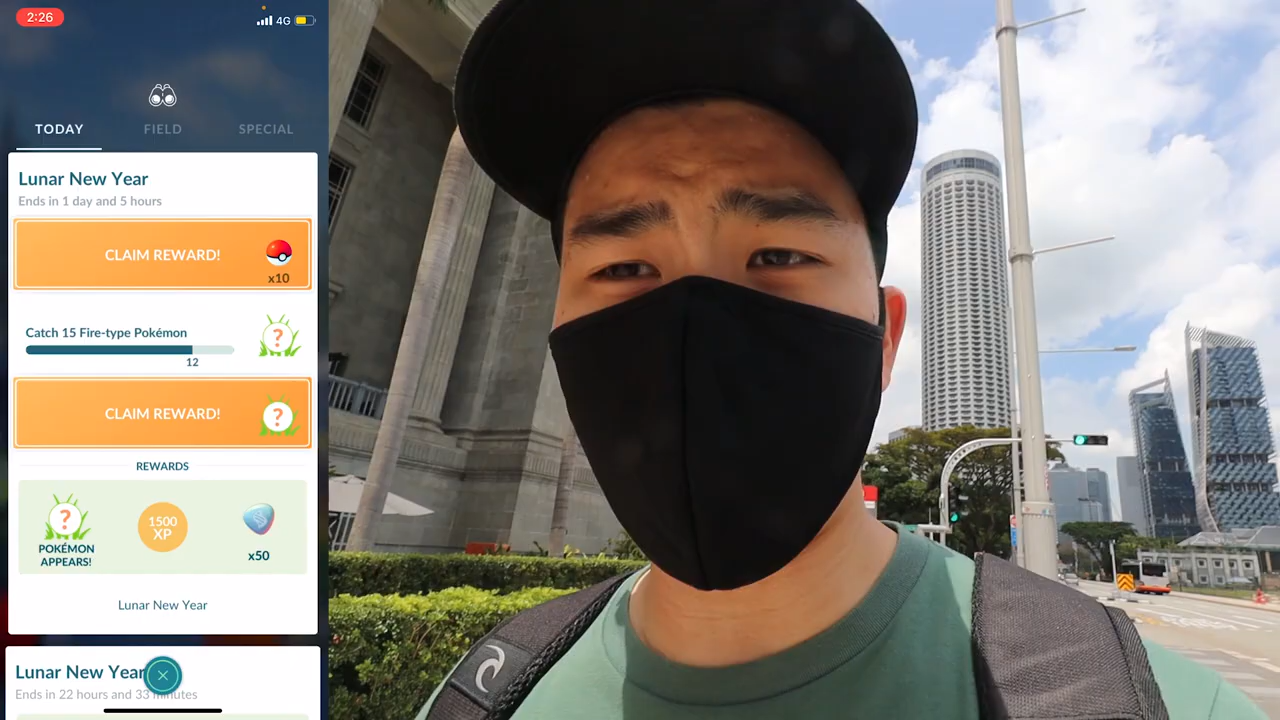 2:26
4G
TODAY
FIELD
SPECIAL
Lunar New Year
Ends in 1 day and 5 hours
CLAIM REWARD!
x10
Catch 15 Fire-type Pokémon
12
?
CLAIM REWARD!
?
REWARDS
?
1500
XP
POKÉMON
APPEARS!
x50
Lunar New Year
Lunar New Year
Ends in 22 hours and 33 minutes